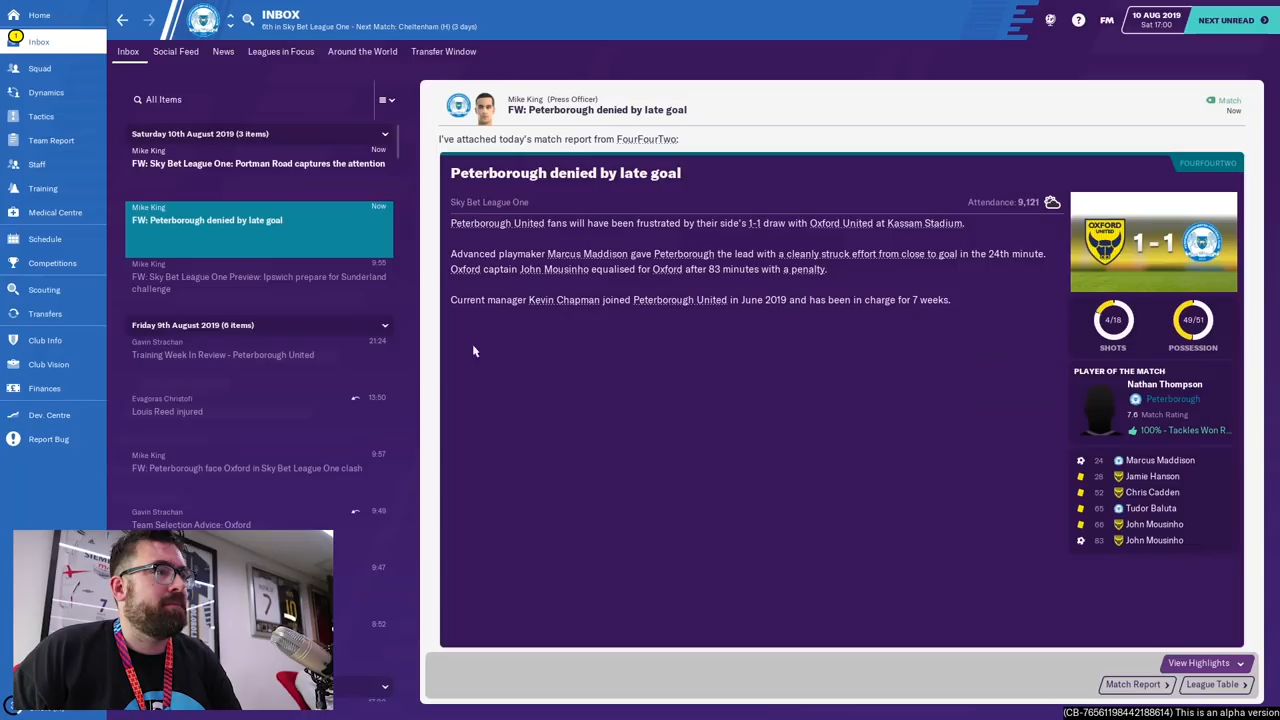 Home
1
Inbox
Squad
Dynamics
Tactics
Team Report
Staff
Training
Medical Centre
Schedule
Competitions
Scouting
Transfers
Club Info
Club Vision
Finances
Dev. Centre
Report Bug
INBOX
6th in Sky Bet League One - Next Match: Cheltenham (H) (3 days)
?
FM
10 AUG 2019
Sat 17:00
NEXT UNREAD
Inbox
Social Feed
News
Leagues in Focus
Around the World
Transfer Window
All Items
Saturday 10th August 2019 (3 items)
Mike King
Now
FW: Sky Bet League One: Portman Road captures the attention
Mike King
Now
FW: Peterborough denied by late goal
Mike King
9:55
FW: Sky Bet League One Preview: Ipswich prepare for Sunderland
challenge
Friday 9th August 2019 (6 items)
Gavin Strachan
21:24
Training Week In Review - Peterborough United
Evagoras Christofi
13:50
Louis Reed injured
Mike King
9:57
FW: Peterborough face Oxford in Sky Bet League One clash
Gavin Strachan
9:49
Team Selection Advice: Oxford
9:47
8:52
Mike King (Press Officer)
FW: Peterborough denied by late goal
Match
Now
I've attached today's match report from FourFourTwo:
Peterborough denied by late goal
FOURFOURTWO
Sky Bet League One
Attendance: 9,121
Peterborough United fans will have been frustrated by their side's 1-1 draw with Oxford United at Kassam Stadium.
Advanced playmaker Marcus Maddison gave Peterborough the lead with a cleanly struck effort from close to goal in the 24th minute.
Oxford captain John Mousinho equalised for Oxford after 83 minutes with a penalty.
Current manager Kevin Chapman joined Peterborough United in June 2019 and has been in charge for 7 weeks.
OXFORD UNITED
1-1
4/18
49/51
SHOTS
POSSESSION
PLAYER OF THE MATCH
Nathan Thompson
Peterborough
7.6 Match Rating
100% - Tackles Won R...
24 Marcus Maddison
28 Jamie Hanson
52 Chris Cadden
65 Tudor Baluta
66 John Mousinho
83 John Mousinho
View Highlights
Match Report
League Table
(CB-76561198442188614) This is an alpha version
SIEMEN
7
10